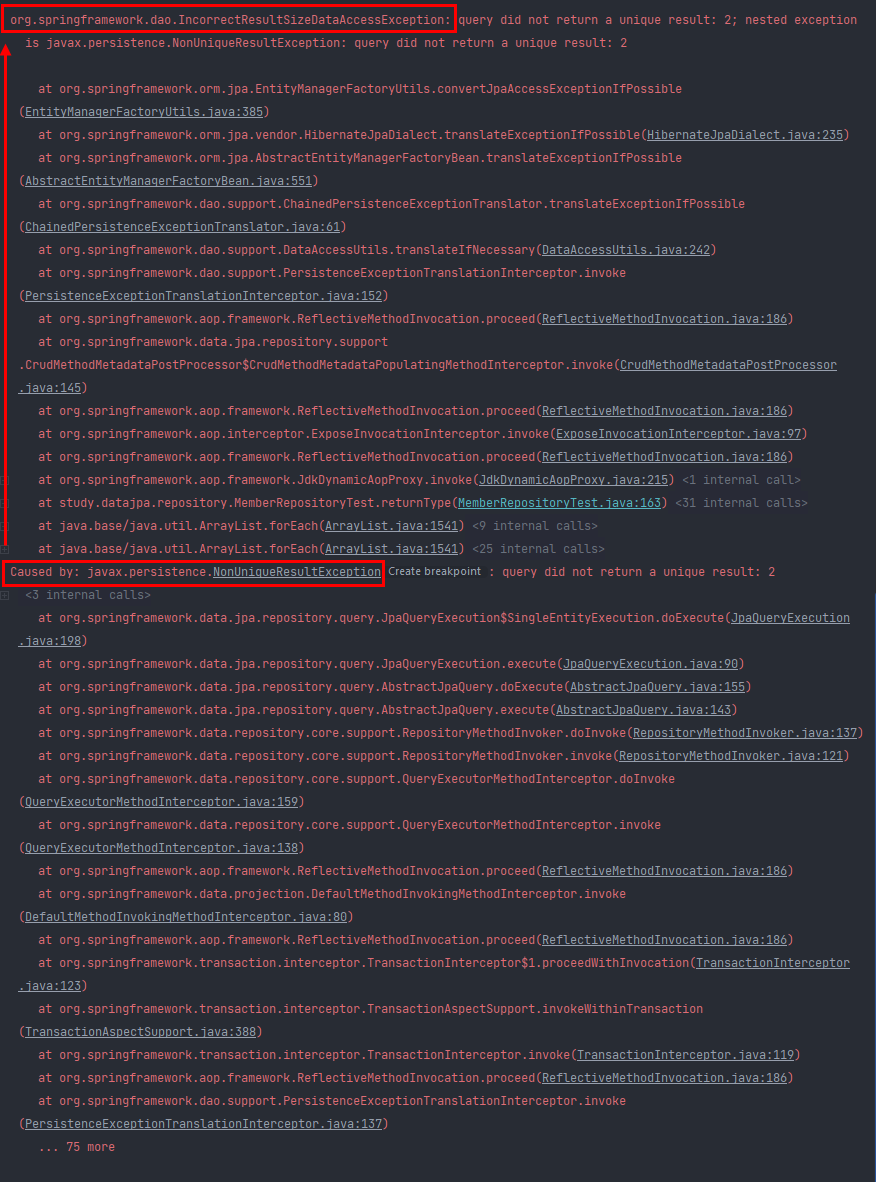 org.springframework.dao.IncorrectResultSizeDataAccessException: query did not return a unique result: 2; nested exception
is javax.persistence.NonUniqueResultException: query did not return a unique result: 2
at org.springframework.orm.jpa.EntityManagerFactoryUtils.convertJpaAccessExceptionIfPossible
(EntityManagerFactoryUtils.java:385)
at org.springframework.orm.jpa.vendor.HibernateJpaDialect.translateExceptionIfPossible(HibernateJpaDialect.java:235)
at org.springframework.orm.jpa.AbstractEntityManagerFactoryBean.translateExceptionIfPossible
(AbstractEntityManagerFactoryBean.java:551)
at org.springframework.dao.support.ChainedPersistenceExceptionTranslator.translateExceptionIfPossible
(ChainedPersistenceExceptionTranslator.java:61)
at org.springframework.dao.support.DataAccessUtils.translateIfNecessary(DataAccessUtils.java:242)
at org.springframework.dao.support.PersistenceExceptionTranslationInterceptor.invoke
(PersistenceExceptionTranslationInterceptor.java:152)
at org.springframework.aop.framework.ReflectiveMethodInvocation.proceed(ReflectiveMethodInvocation.java:186)
at org.springframework.data.jpa.repository.support
.CrudMethodMetadataPostProcessor$CrudMethodMetadataPopulatingMethodInterceptor.invoke(CrudMethodMetadataPostProcessor
.java:145)
at org.springframework.aop.framework.ReflectiveMethodInvocation.proceed(ReflectiveMethodInvocation.java:186)
at org.springframework.aop.interceptor.ExposeInvocationInterceptor.invoke(ExposeInvocationInterceptor.java:97)
at org.springframework.aop.framework.ReflectiveMethodInvocation.proceed(ReflectiveMethodInvocation.java:186)
at org.springframework.aop.framework.JdkDynamicAopProxy.invoke(JdkDynamicAopProxy.java:215) <1 internal call>
at study.datajpa.repository.MemberRepositoryTest.returnType(MemberRepositoryTest.java:163) <31 internal calls>
at java.base/java.util.ArrayList.forEach(ArrayList.java:1541) <9 internal calls>
at java.base/java.util.ArrayList.forEach(ArrayList.java:1541) <25 internal calls>
Caused by: javax.persistence.NonUniqueResultException Create breakpoint : query did not return a unique result: 2
<3 internal calls>
at org.springframework.data.jpa.repository.query.JpaQueryExecution$SingleEntityExecution.doExecute(JpaQueryExecution
.java:198)
at org.springframework.data.jpa.repository.query.JpaQueryExecution.execute(JpaQueryExecution.java:90)
at org.springframework.data.jpa.repository.query.AbstractJpaQuery.doExecute(AbstractJpaQuery.java:155)
at org.springframework.data.jpa.repository.query.AbstractJpaQuery.execute(AbstractJpaQuery.java:143)
at org.springframework.data.repository.core.support.RepositoryMethodInvoker.doInvoke(RepositoryMethodInvoker.java:137)
at org.springframework.data.repository.core.support.RepositoryMethodInvoker.invoke(RepositoryMethodInvoker.java:121)
at org.springframework.data.repository.core.support.QueryExecutorMethodInterceptor.doInvoke
(QueryExecutorMethodInterceptor.java:159)
at org.springframework.data.repository.core.support.QueryExecutorMethodInterceptor.invoke
(QueryExecutorMethodInterceptor.java:138)
at org.springframework.aop.framework.ReflectiveMethodInvocation.proceed(ReflectiveMethodInvocation.java:186)
at org.springframework.data.projection.DefaultMethodInvokingMethodInterceptor.invoke
(DefaultMethodInvokingMethodInterceptor.java:80)
at org.springframework.aop.framework.ReflectiveMethodInvocation.proceed(ReflectiveMethodInvocation.java:186)
at org.springframework.transaction.interceptor.TransactionInterceptor$1.proceedWithInvocation(TransactionInterceptor
.java:123)
at org.springframework.transaction.interceptor.TransactionAspectSupport.invokeWithinTransaction
(TransactionAspectSupport.java:388)
at org.springframework.transaction.interceptor.TransactionInterceptor.invoke(TransactionInterceptor.java:119)
at org.springframework.aop.framework.ReflectiveMethodInvocation.proceed(ReflectiveMethodInvocation.java:186)
at org.springframework.dao.support.PersistenceExceptionTranslationInterceptor.invoke
(PersistenceExceptionTranslationInterceptor.java:137)
... 75 more